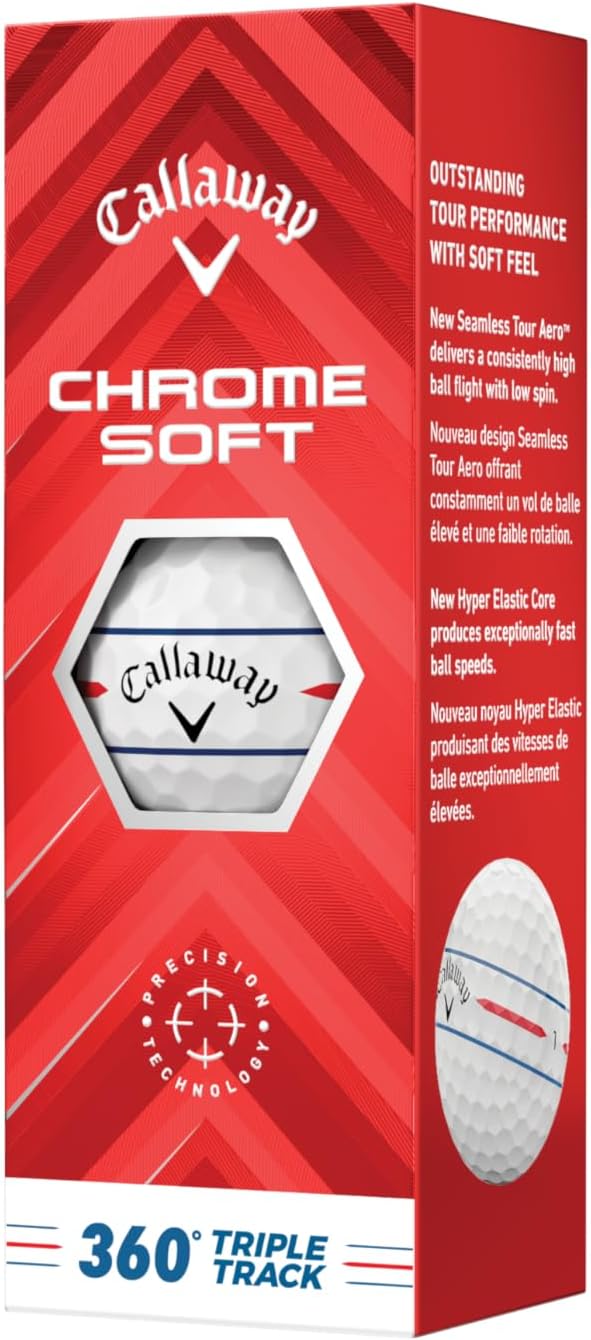 Callaway
CHROME
SOFT
Callaway
PRECISION
TECHNOLOGY
360° TRIPLE
TRACK
OUTSTANDING
TOUR PERFORMANCE
WITH SOFT FEEL
New Seamless Tour Aero™
delivers a consistently high
ball flight with low spin.
Nouveau design Seamless
Tour Aero offrant
constamment un vol de balle
élevé et une faible rotation.
New Hyper Elastic Core
produces exceptionally fast
ball speeds.
Nouveau noyau Hyper Elastic
produisant des vitesses de
balle exceptionnellement
élevées.
Callaway
1